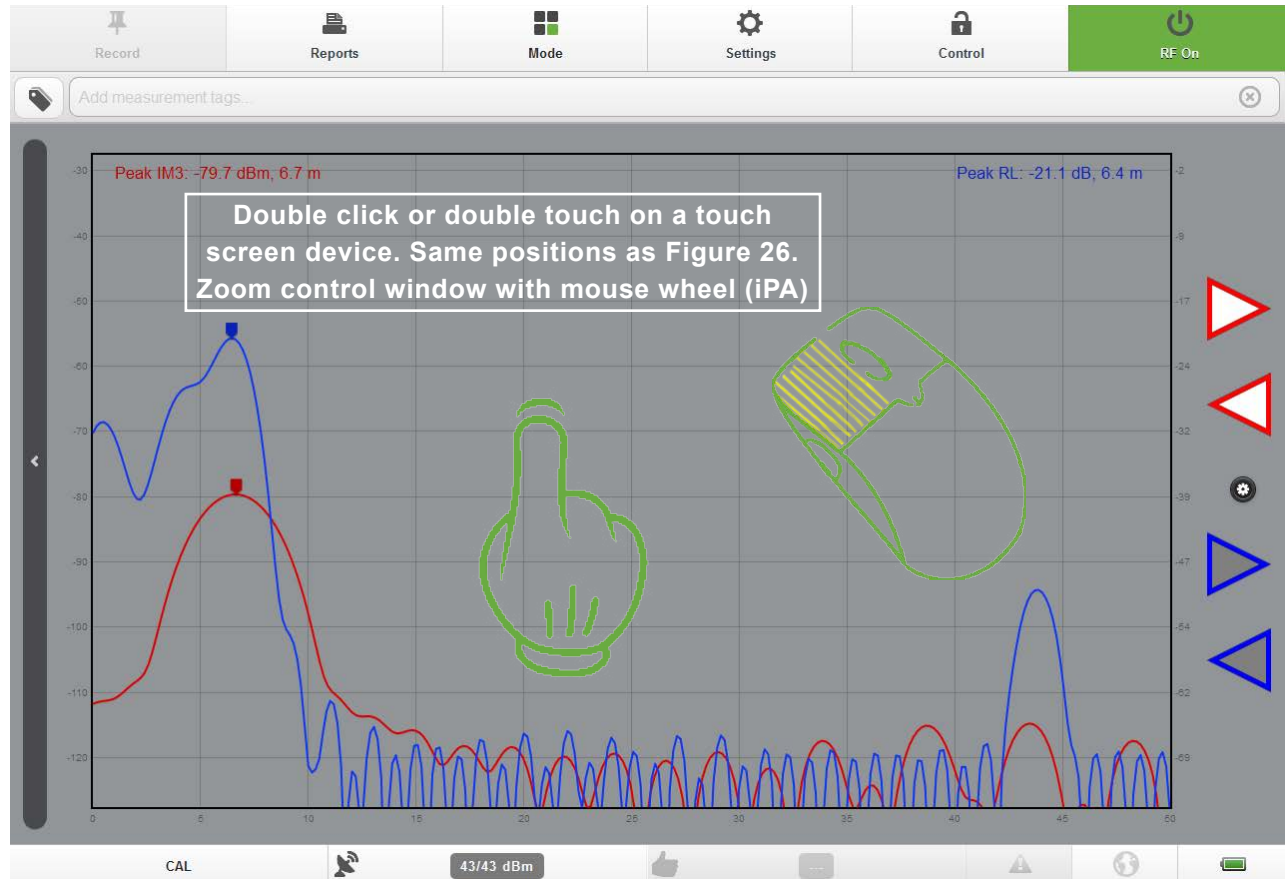 Record
Reports
Mode
Settings
Control
RF On
Add measurement tags...
Peak IM3: -79.7 dBm, 6.7 m
Peak RL: -21.1 dB, 6.4 m
Double click or double touch on a touch
screen device. Same positions as Figure 26.
Zoom control window with mouse wheel (iPA)
-30
-40
-50
-60
-70
-80
-90
-100
-110
-120
-2
-9
-17
-24
-32
-39
-47
-54
-62
-69
0
5
10
15
20
25
30
35
40
45
50
CAL
43/43 dBm
...